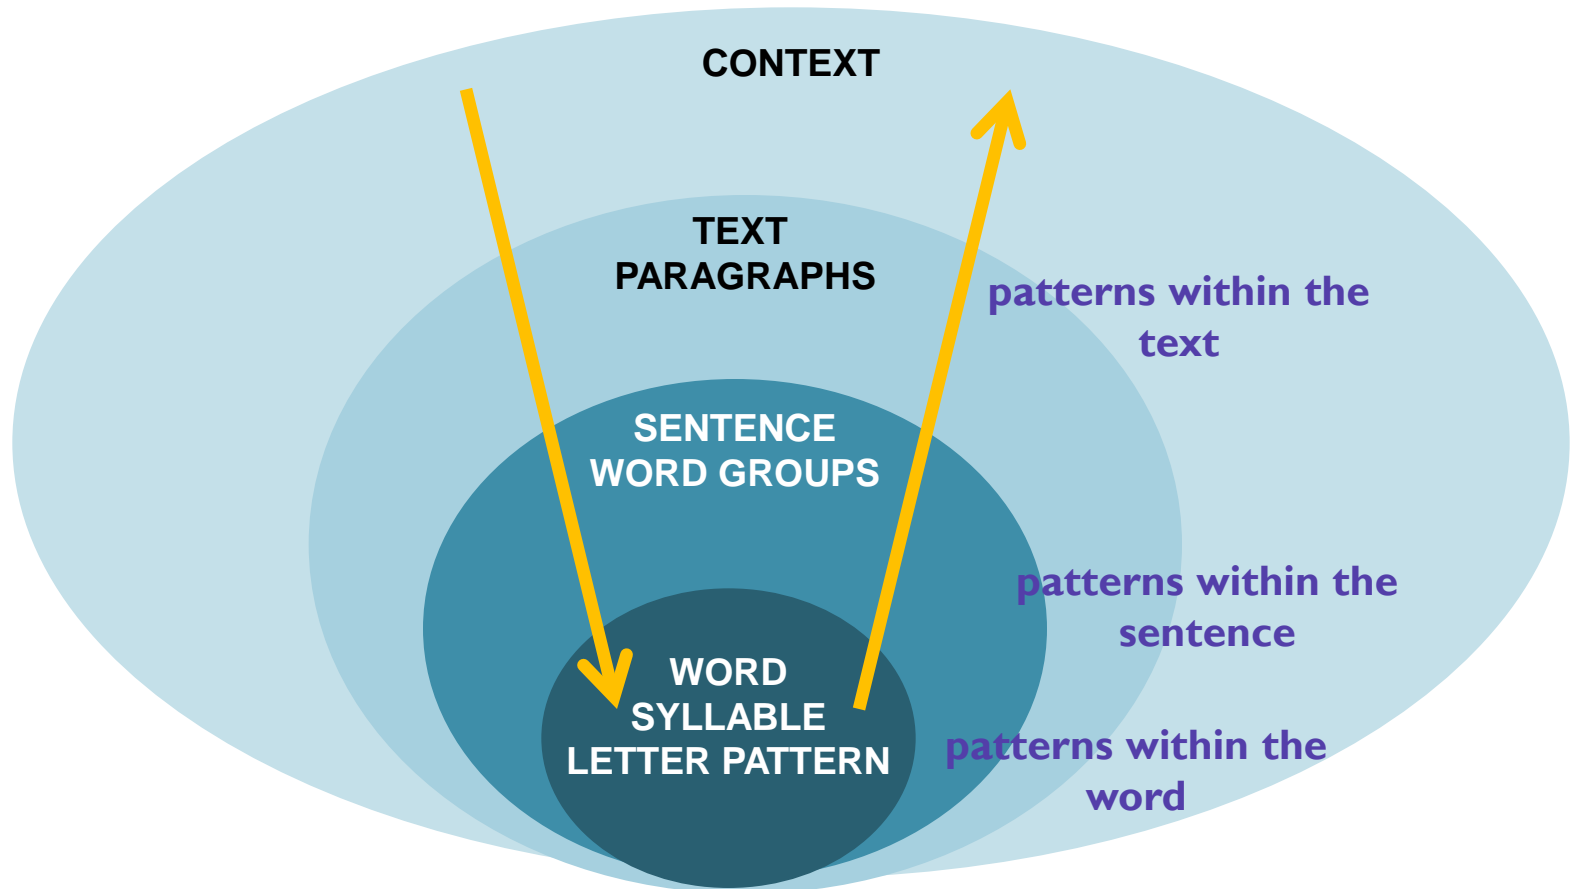 CONTEXT
TEXT
PARAGRAPHS
patterns within the
text
SENTENCE
WORD GROUPS
patterns within the
sentence
WORD
SYLLABLE
LETTER PATTERN
patterns within the
word